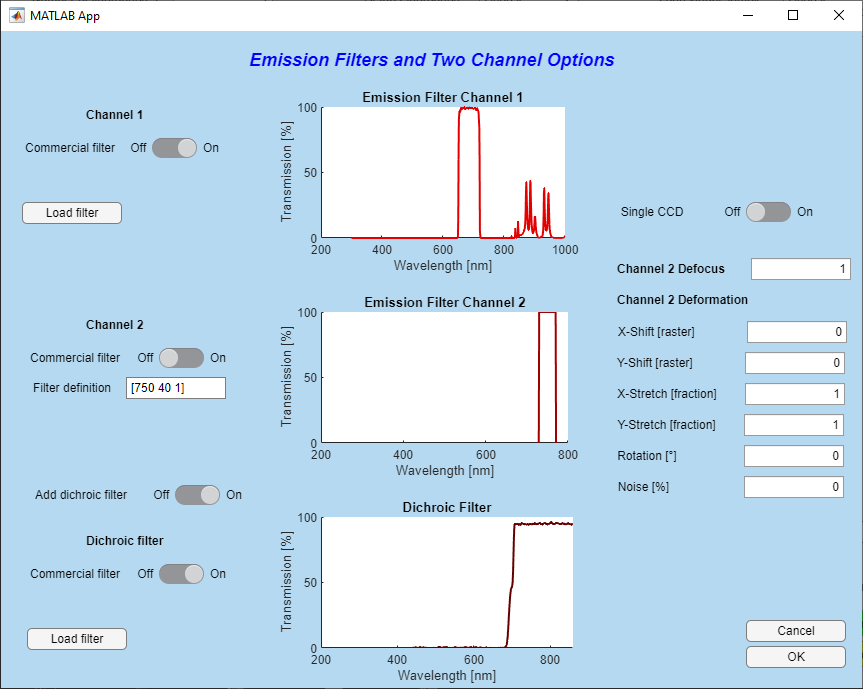 MATLAB App
Emission Filters and Two Channel Options
Channel 1
Commercial filter Off On
Load filter
Emission Filter Channel 1
Transmission [%]
100
50
0
200 400 600 800 1000
Wavelength [nm]
Channel 2
Commercial filter Off On
Filter definition [750 40 1]
Emission Filter Channel 2
Transmission [%]
100
50
0
200 400 600 800
Wavelength [nm]
Add dichroic filter Off On
Dichroic filter
Commercial filter Off On
Load filter
Dichroic Filter
Transmission [%]
100
50
0
200 400 600 800
Wavelength [nm]
Single CCD Off On
Channel 2 Defocus 1
Channel 2 Deformation
X-Shift [raster] 0
Y-Shift [raster] 0
X-Stretch [fraction] 1
Y-Stretch [fraction] 1
Rotation [°] 0
Noise [%] 0
Cancel
OK